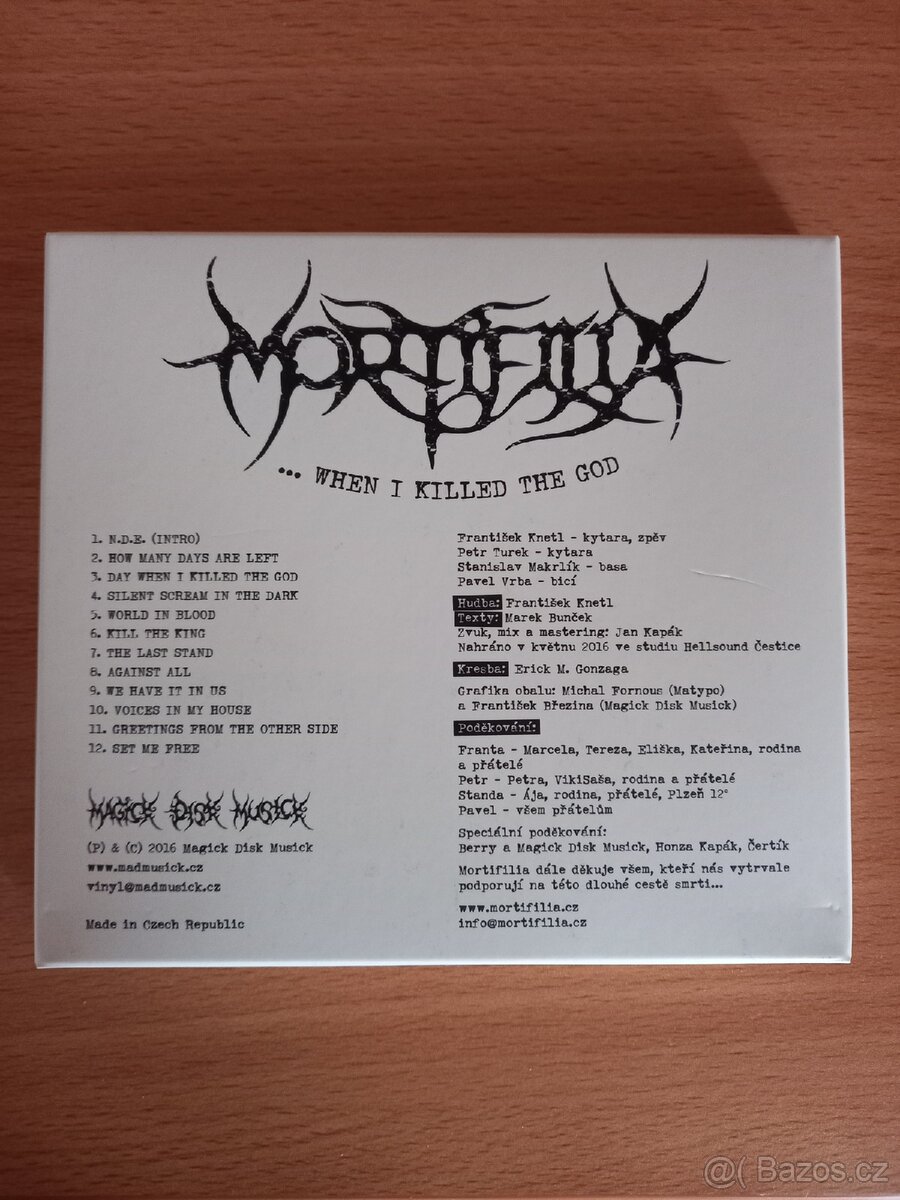 MORTIFILIA
... WHEN I KILLED THE GOD
1. N.D.E. (INTRO)
2. HOW MANY DAYS ARE LEFT
3. DAY WHEN I KILLED THE GOD
4. SILENT SCREAM IN THE DARK
5. WORLD IN BLOOD
6. KILL THE KING
7. THE LAST STAND
8. AGAINST ALL
9. WE HAVE IT IN US
10. VOICES IN MY HOUSE
11. GREETINGS FROM THE OTHER SIDE
12. SET ME FREE
MAGICK DISK MUSICK
(P) & (C) 2016 Magick Disk Musick
www.madmusick.cz
vinyl@madmusick.cz
Made in Czech Republic
František Knetl - kytara, zpěv
Petr Turek - kytara
Stanislav Makrlík - basa
Pavel Vrba - bicí
Hudba: František Knetl
Texty: Marek Bunček
Zvuk, mix a mastering: Jan Kapák
Nahráno v květnu 2016 ve studiu Hellsound Čestice
Kresba: Erick M. Gonzaga
Grafika obalu: Michal Fornous (Matypo)
a František Březina (Magick Disk Musick)
Poděkování:
Franta - Marcela, Tereza, Eliška, Kateřina, rodina
a přátelé
Petr - Petra, VikiSaša, rodina a přátelé
Standa - Ája, rodina, přátelé, Plzeň 12°
Pavel - všem přátelům
Speciální poděkování:
Berry a Magick Disk Musick, Honza Kapák, Čertík
Mortifilia dále děkuje všem, kteří nás vytrvale
podporují na této dlouhé cestě smrti...
www.mortifilia.cz
info@mortifilia.cz
@( Bazos.cz